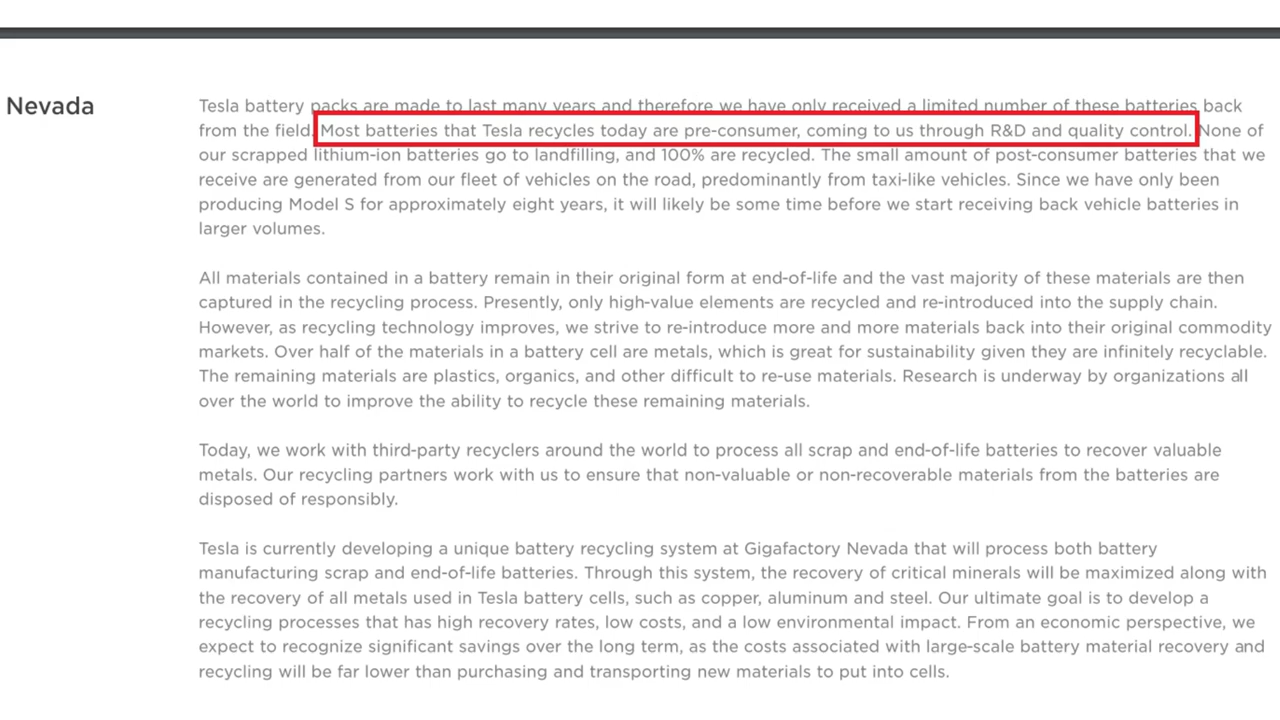 Nevada
Tesla battery packs are made to last many years and therefore we have only received a limited number of these batteries back
from the field. Most batteries that Tesla recycles today are pre-consumer, coming to us through R&D and quality control. None of
our scrapped lithium-ion batteries go to landfilling, and 100% are recycled. The small amount of post-consumer batteries that we
receive are generated from our fleet of vehicles on the road, predominantly from taxi-like vehicles. Since we have only been
producing Model S for approximately eight years, it will likely be some time before we start receiving back vehicle batteries in
larger volumes.
All materials contained in a battery remain in their original form at end-of-life and the vast majority of these materials are then
captured in the recycling process. Presently, only high-value elements are recycled and re-introduced into the supply chain.
However, as recycling technology improves, we strive to re-introduce more and more materials back into their original commodity
markets. Over half of the materials in a battery cell are metals, which is great for sustainability given they are infinitely recyclable.
The remaining materials are plastics, organics, and other difficult to re-use materials. Research is underway by organizations all
over the world to improve the ability to recycle these remaining materials.
Today, we work with third-party recyclers around the world to process all scrap and end-of-life batteries to recover valuable
metals. Our recycling partners work with us to ensure that non-valuable or non-recoverable materials from the batteries are
disposed of responsibly.
Tesla is currently developing a unique battery recycling system at Gigafactory Nevada that will process both battery
manufacturing scrap and end-of-life batteries. Through this system, the recovery of critical minerals will be maximized along with
the recovery of all metals used in Tesla battery cells, such as copper, aluminum and steel. Our ultimate goal is to develop a
recycling processes that has high recovery rates, low costs, and a low environmental impact. From an economic perspective, we
expect to recognize significant savings over the long term, as the costs associated with large-scale battery material recovery and
recycling will be far lower than purchasing and transporting new materials to put into cells.